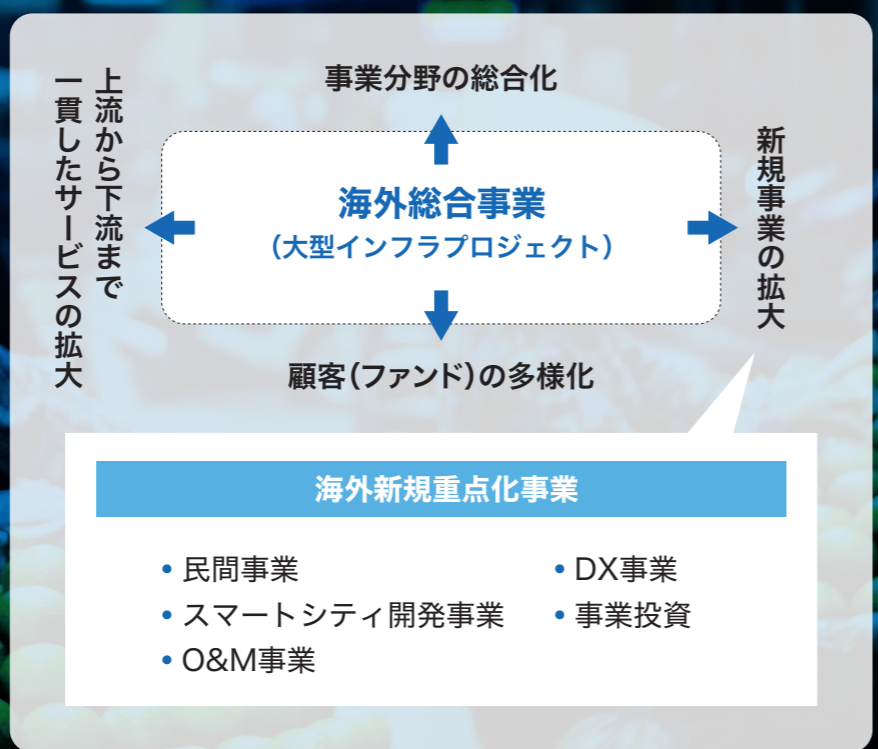 事業分野の総合化
上流から下流まで
一貫したサービスの拡大
海外総合事業
（大型インフラプロジェクト）
新規事業の拡大
顧客（ファンド）の多様化
海外新規重点化事業
• 民間事業
• スマートシティ開発事業
• O&M事業
• DX事業
• 事業投資